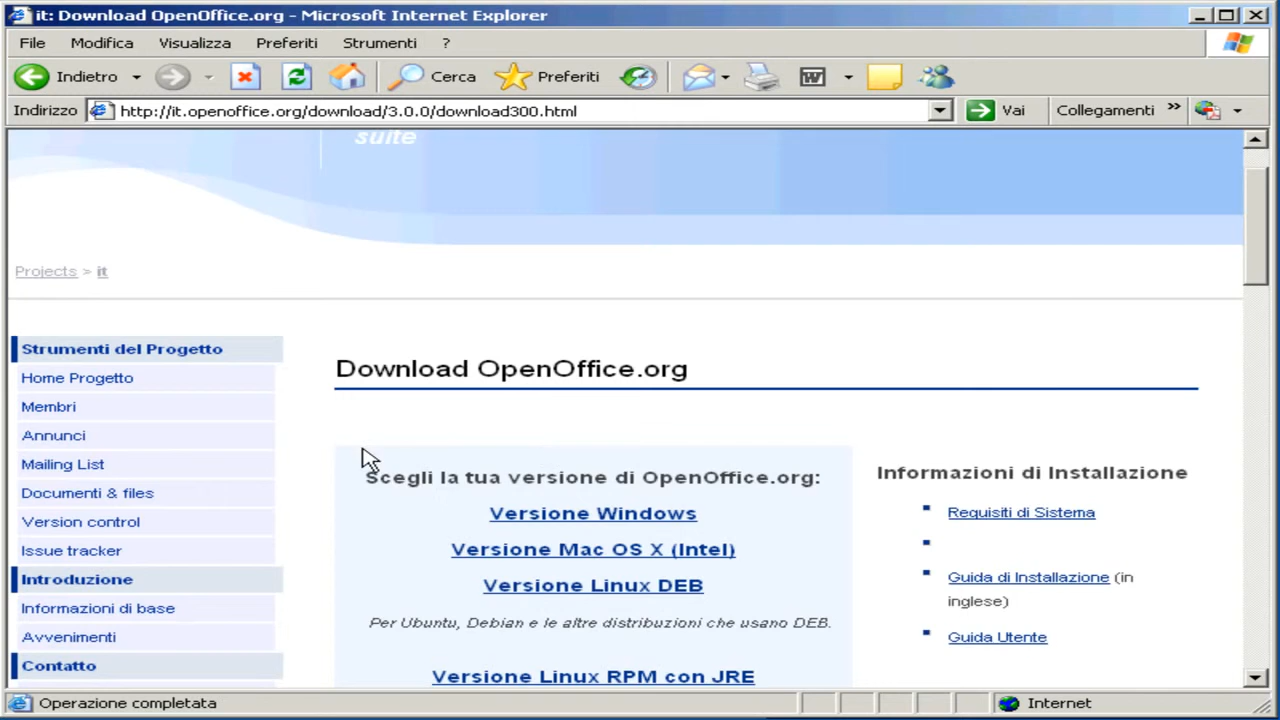 it: Download OpenOffice.org - Microsoft Internet Explorer
File Modifica Visualizza Preferiti Strumenti ?
Indietro Cerca Preferiti
Indirizzo http://it.openoffice.org/download/3.0.0/download300.html Vai Collegamenti »
suite
Projects > it
Strumenti del Progetto
Home Progetto
Membri
Annunci
Mailing List
Documenti & files
Version control
Issue tracker
Introduzione
Informazioni di base
Avvenimenti
Contatto
Download OpenOffice.org
Scegli la tua versione di OpenOffice.org:
Versione Windows
Versione Mac OS X (Intel)
Versione Linux DEB
Per Ubuntu, Debian e le altre distribuzioni che usano DEB.
Versione Linux RPM con JRE
Informazioni di Installazione
Requisiti di Sistema
Guida di Installazione (in
inglese)
Guida Utente
Operazione completata Internet